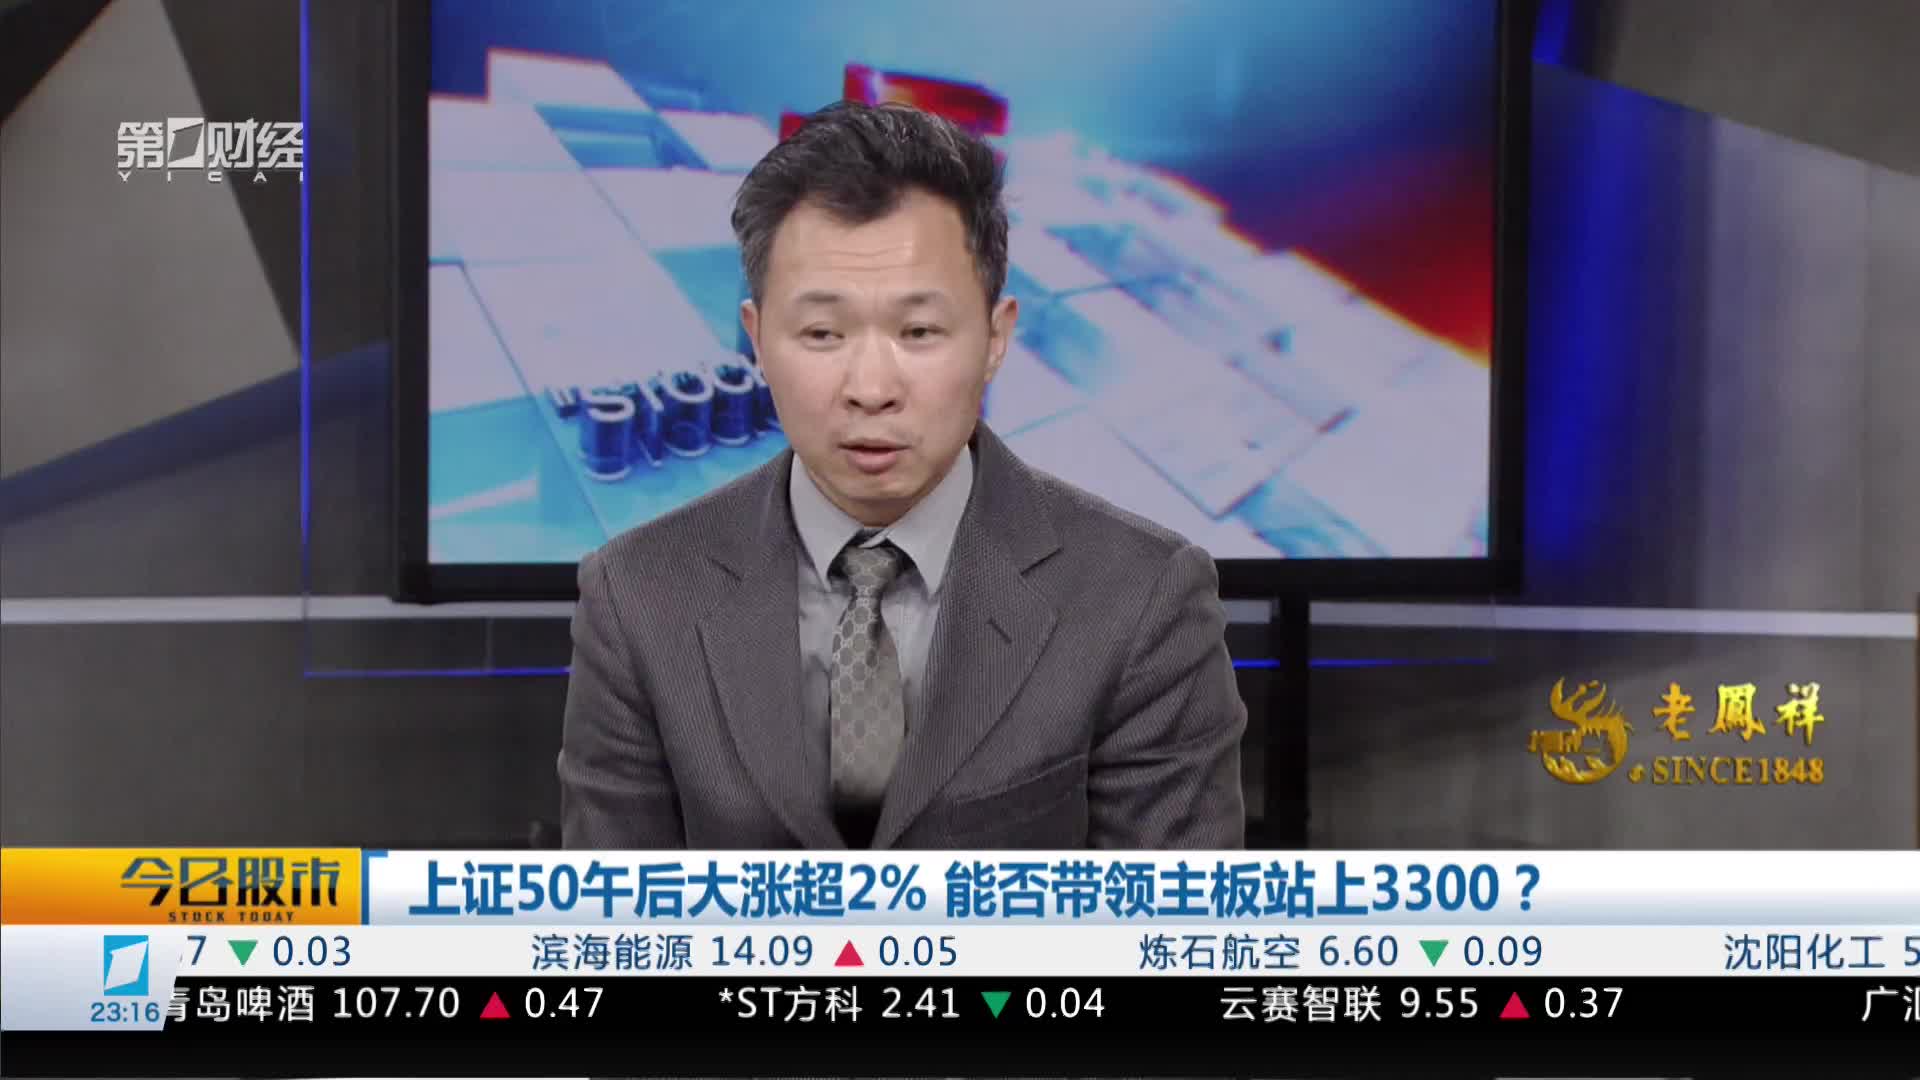 第1财经
YICAI
"STOCK
老鳳祥
SINCE1848
今日股市
STOCK TODAY
上证50午后大涨超2% 能否带领主板站上3300？
7 ▼ 0.03 滨海能源 14.09 ▲ 0.05 炼石航空 6.60 ▼ 0.09 沈阳化工 5
23:16
青岛啤酒 107.70 ▲ 0.47 *ST方科 2.41 ▼ 0.04 云赛智联 9.55 ▲ 0.37 广汇